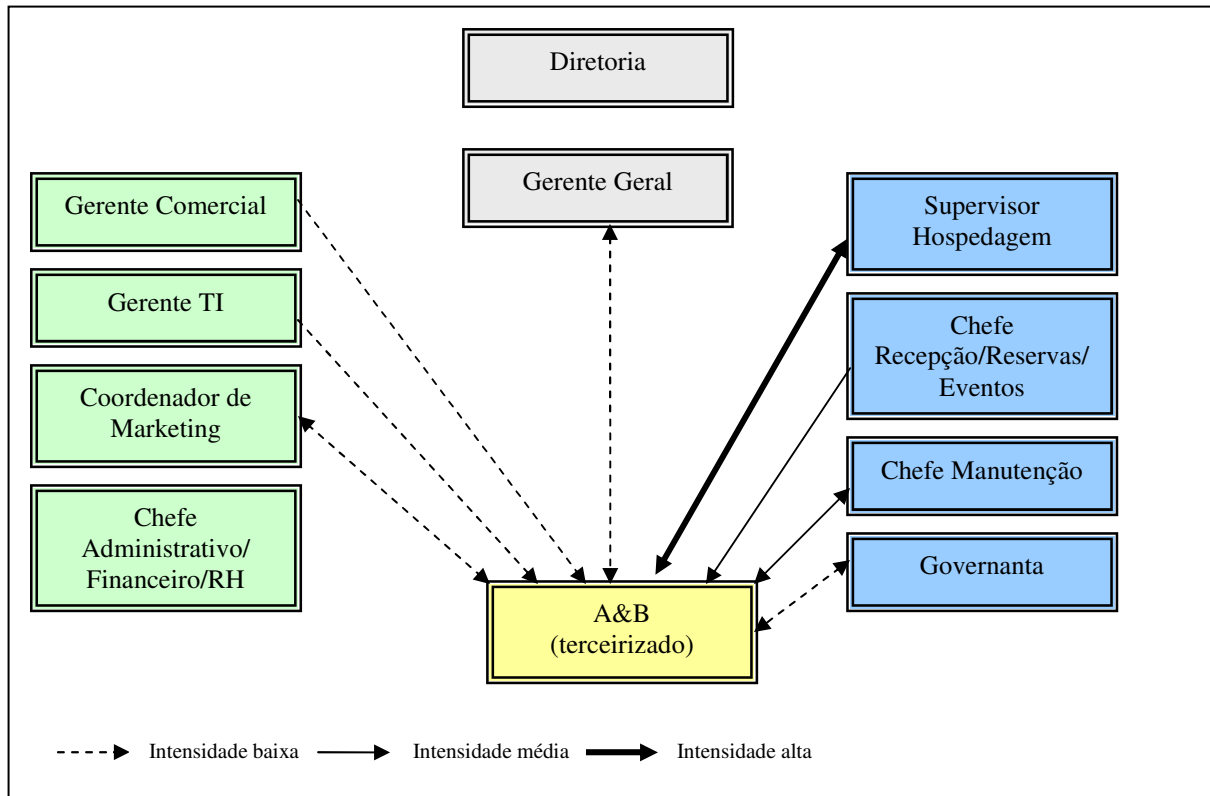 Diretoria
Gerente Geral
Gerente Comercial
Gerente TI
Coordenador de
Marketing
Chefe
Administrativo/
Financeiro/RH
Supervisor
Hospedagem
Chefe
Recepção/Reservas/
Eventos
Chefe Manutenção
Governanta
A&B
(terceirizado)
Intensidade baixa
Intensidade média
Intensidade alta